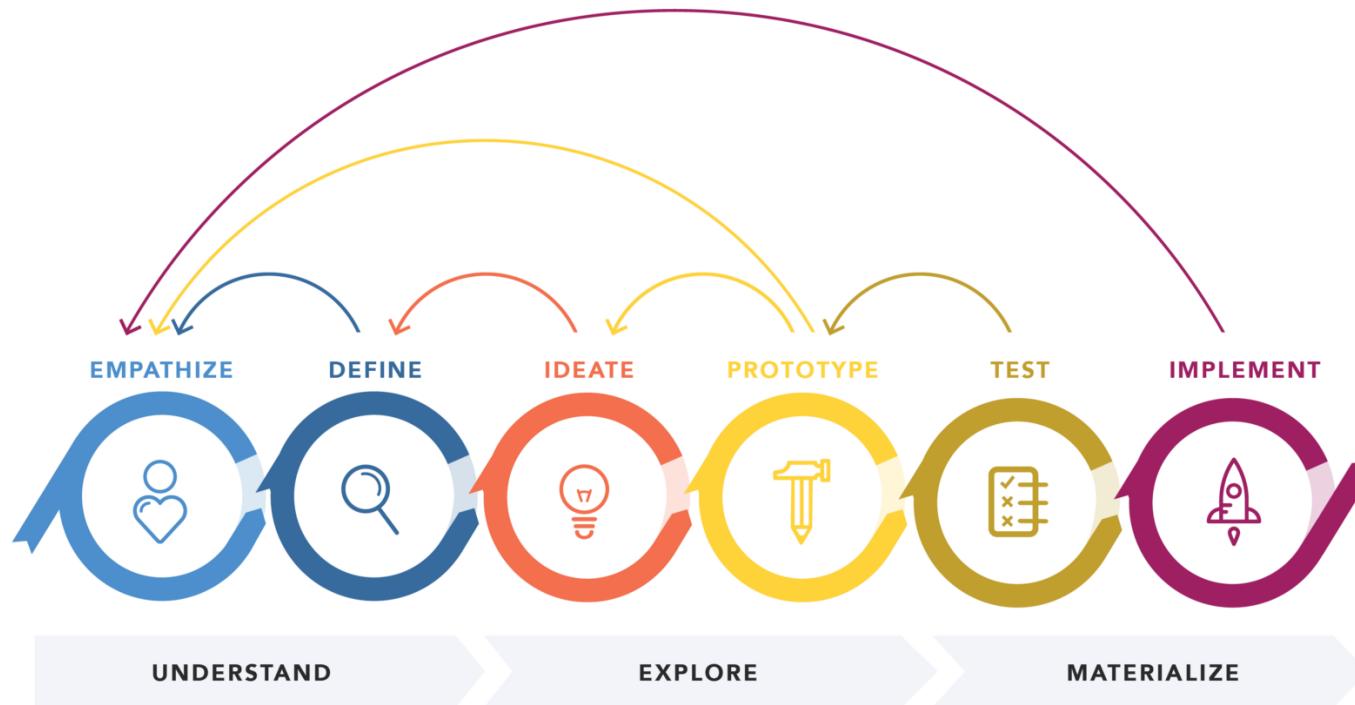 EMPATHIZE
DEFINE
IDEATE
PROTOTYPE
TEST
IMPLEMENT
UNDERSTAND
EXPLORE
MATERIALIZE